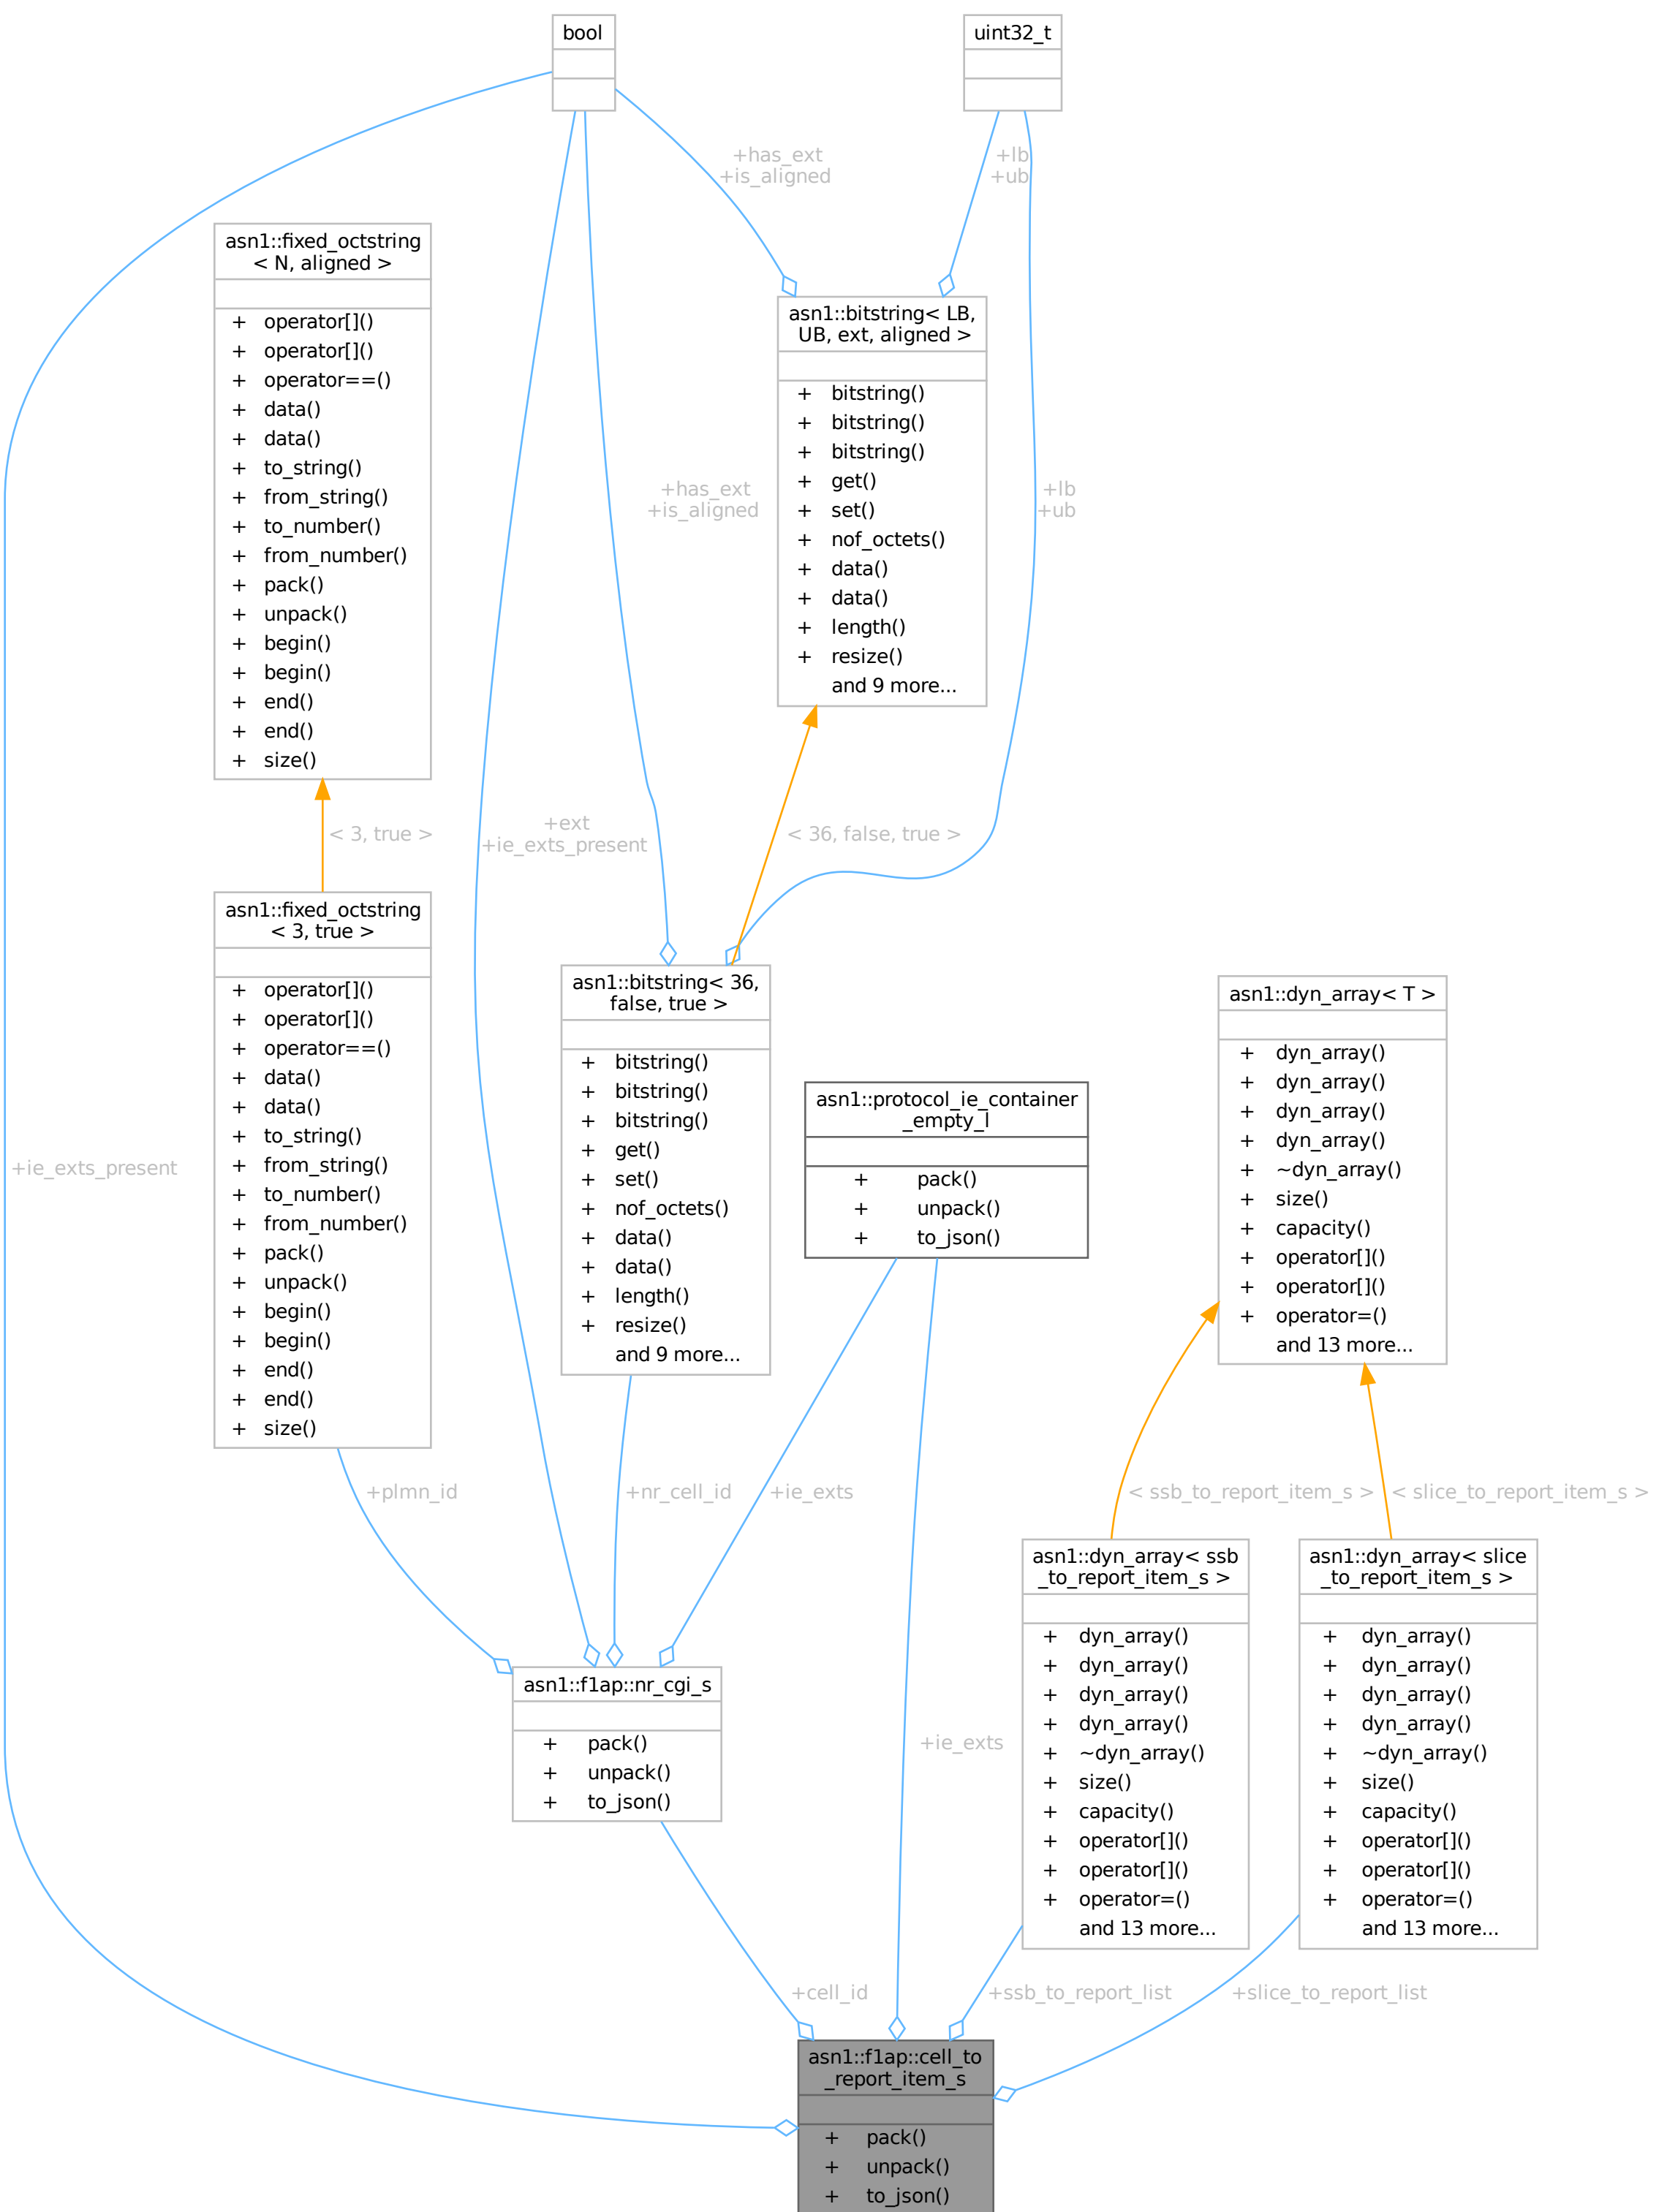 bool
uint32_t
+has_ext
+is_aligned
+lb
+ub
asn1::fixed_octstring
< N, aligned >
+ operator[]()
+ operator[]()
+ operator==()
+ data()
+ data()
+ to_string()
+ from_string()
+ to_number()
+ from_number()
+ pack()
+ unpack()
+ begin()
+ begin()
+ end()
+ end()
+ size()
asn1::bitstring< LB,
UB, ext, aligned >
+ bitstring()
+ bitstring()
+ bitstring()
+ get()
+ set()
+ nof_octets()
+ data()
+ data()
+ length()
+ resize()
and 9 more...
+has_ext
+is_aligned
+lb
+ub
+ext
+ie_exts_present
< 3, true >
< 36, false, true >
asn1::fixed_octstring
< 3, true >
+ operator[]()
+ operator[]()
+ operator==()
+ data()
+ data()
+ to_string()
+ from_string()
+ to_number()
+ from_number()
+ pack()
+ unpack()
+ begin()
+ begin()
+ end()
+ end()
+ size()
asn1::bitstring< 36,
false, true >
+ bitstring()
+ bitstring()
+ bitstring()
+ get()
+ set()
+ nof_octets()
+ data()
+ data()
+ length()
+ resize()
and 9 more...
asn1::protocol_ie_container
_empty_l
+ pack()
+ unpack()
+ to_json()
asn1::dyn_array< T >
+ dyn_array()
+ dyn_array()
+ dyn_array()
+ dyn_array()
+ ~dyn_array()
+ size()
+ capacity()
+ operator[]()
+ operator[]()
+ operator=()
and 13 more...
+ie_exts_present
+plmn_id
+nr_cell_id
+ie_exts
< ssb_to_report_item_s >
< slice_to_report_item_s >
asn1::f1ap::nr_cgi_s
+ pack()
+ unpack()
+ to_json()
+ie_exts
asn1::dyn_array< ssb
_to_report_item_s >
+ dyn_array()
+ dyn_array()
+ dyn_array()
+ dyn_array()
+ ~dyn_array()
+ size()
+ capacity()
+ operator[]()
+ operator[]()
+ operator=()
and 13 more...
asn1::dyn_array< slice
_to_report_item_s >
+ dyn_array()
+ dyn_array()
+ dyn_array()
+ dyn_array()
+ ~dyn_array()
+ size()
+ capacity()
+ operator[]()
+ operator[]()
+ operator=()
and 13 more...
+cell_id
+ssb_to_report_list
+slice_to_report_list
asn1::f1ap::cell_to
_report_item_s
+ pack()
+ unpack()
+ to_json()